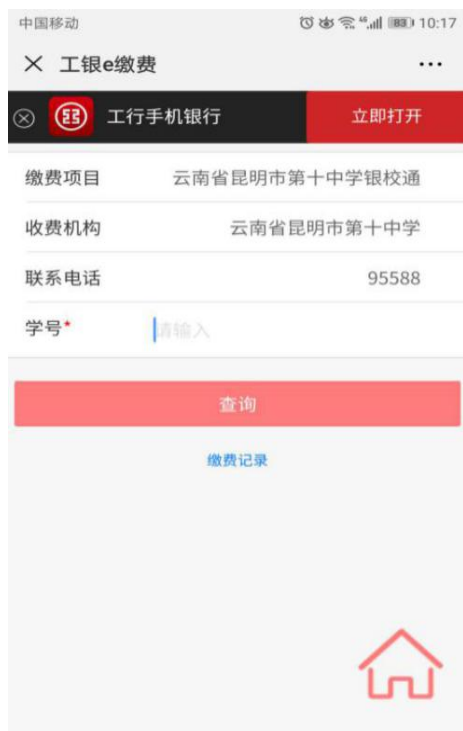 中国移动 46 88 10:17
× 工银e缴费 ...
工行手机银行 立即打开
缴费项目 云南省昆明市第十中学银校通
收费机构 云南省昆明市第十中学
联系电话 95588
学号* 请输入
查询
缴费记录